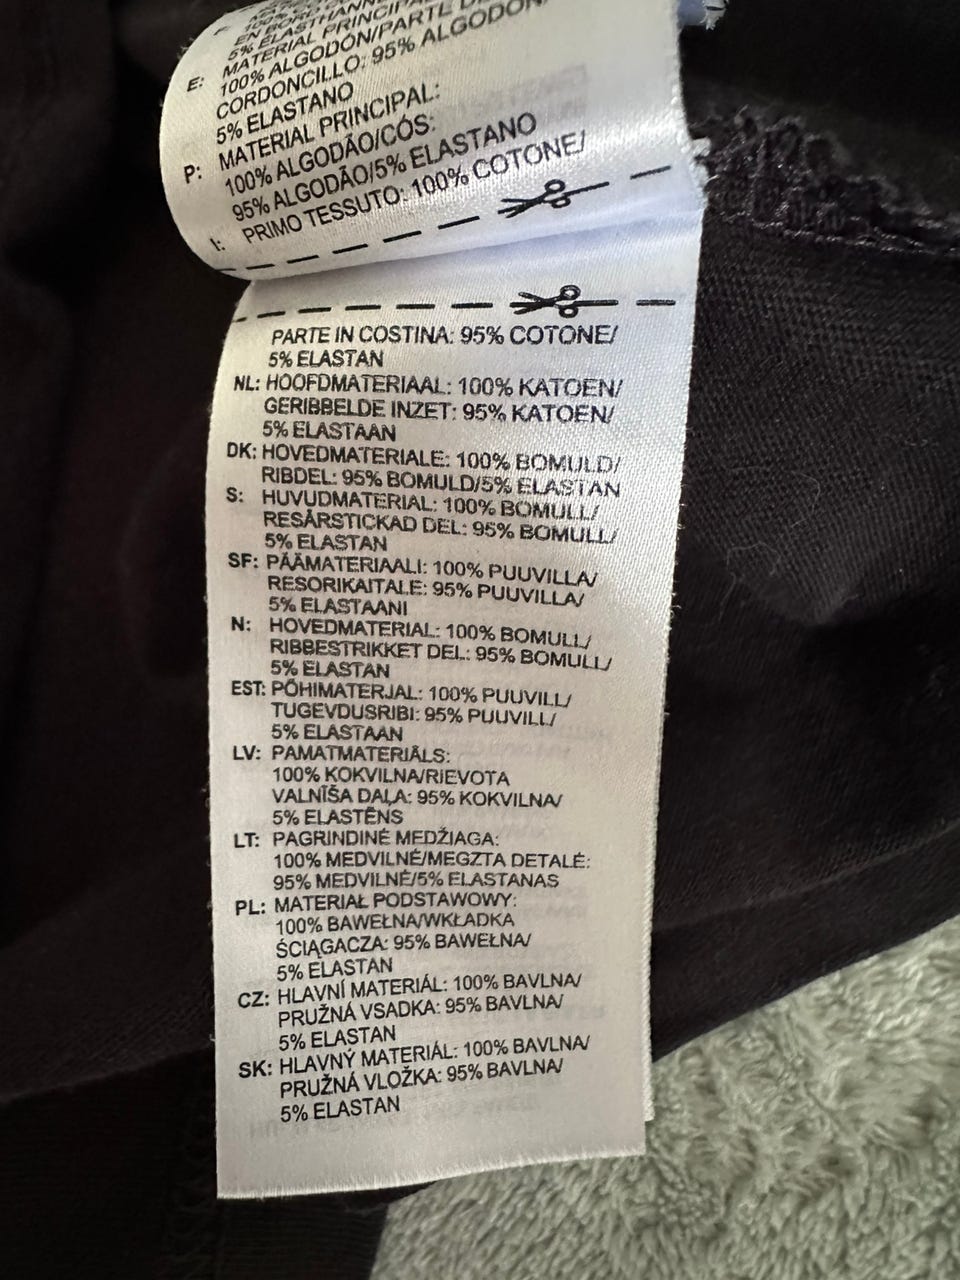 100%
EN BORD
5% ELASTHANN
E: MATERIAL PRINCIPAL
100% ALGODÓN/PARTE D
CORDONCILLO: 95% ALGODÓN
5% ELASTANO
P: MATERIAL PRINCIPAL:
100% ALGODÃO/CÓS:
95% ALGODÃO/5% ELASTANO
I: PRIMO TESSUTO: 100% COTONE/
PARTE IN COSTINA: 95% COTONE/
5% ELASTAN
NL: HOOFDMATERIAAL: 100% KATOEN/
GERIBBELDE INZET: 95% KATOEN/
5% ELASTAAN
DK: HOVEDMATERIALE: 100% BOMULD/
RIBDEL: 95% BOMULD/5% ELASTAN
S: HUVUDMATERIAL: 100% BOMULL/
RESÅRSTICKAD DEL: 95% BOMULL/
5% ELASTAN
SF: PÄÄMATERIAALI: 100% PUUVILLA/
RESORIKAITALE: 95% PUUVILLA/
5% ELASTAANI
N: HOVEDMATERIAL: 100% BOMULL/
RIBBESTRIKKET DEL: 95% BOMULL/
5% ELASTAN
EST: PÕHIMATERJAL: 100% PUUVILL/
TUGEVDUSRIBI: 95% PUUVILL/
5% ELASTAAN
LV: PAMATMATERIĀLS:
100% KOKVILNA/RIEVOTA
VALNĪŠA DAĻA: 95% KOKVILNA/
5% ELASTĒNS
LT: PAGRINDINĖ MEDŽIAGA:
100% MEDVILNĖ/MEGZTA DETALĖ:
95% MEDVILNĖ/5% ELASTANAS
PL: MATERIAŁ PODSTAWOWY:
100% BAWEŁNA/WKŁADKA
ŚCIĄGACZA: 95% BAWEŁNA/
5% ELASTAN
CZ: HLAVNÍ MATERIÁL: 100% BAVLNA/
PRUŽNÁ VSADKA: 95% BAVLNA/
5% ELASTAN
SK: HLAVNÝ MATERIÁL: 100% BAVLNA/
PRUŽNÁ VLOŽKA: 95% BAVLNA/
5% ELASTAN